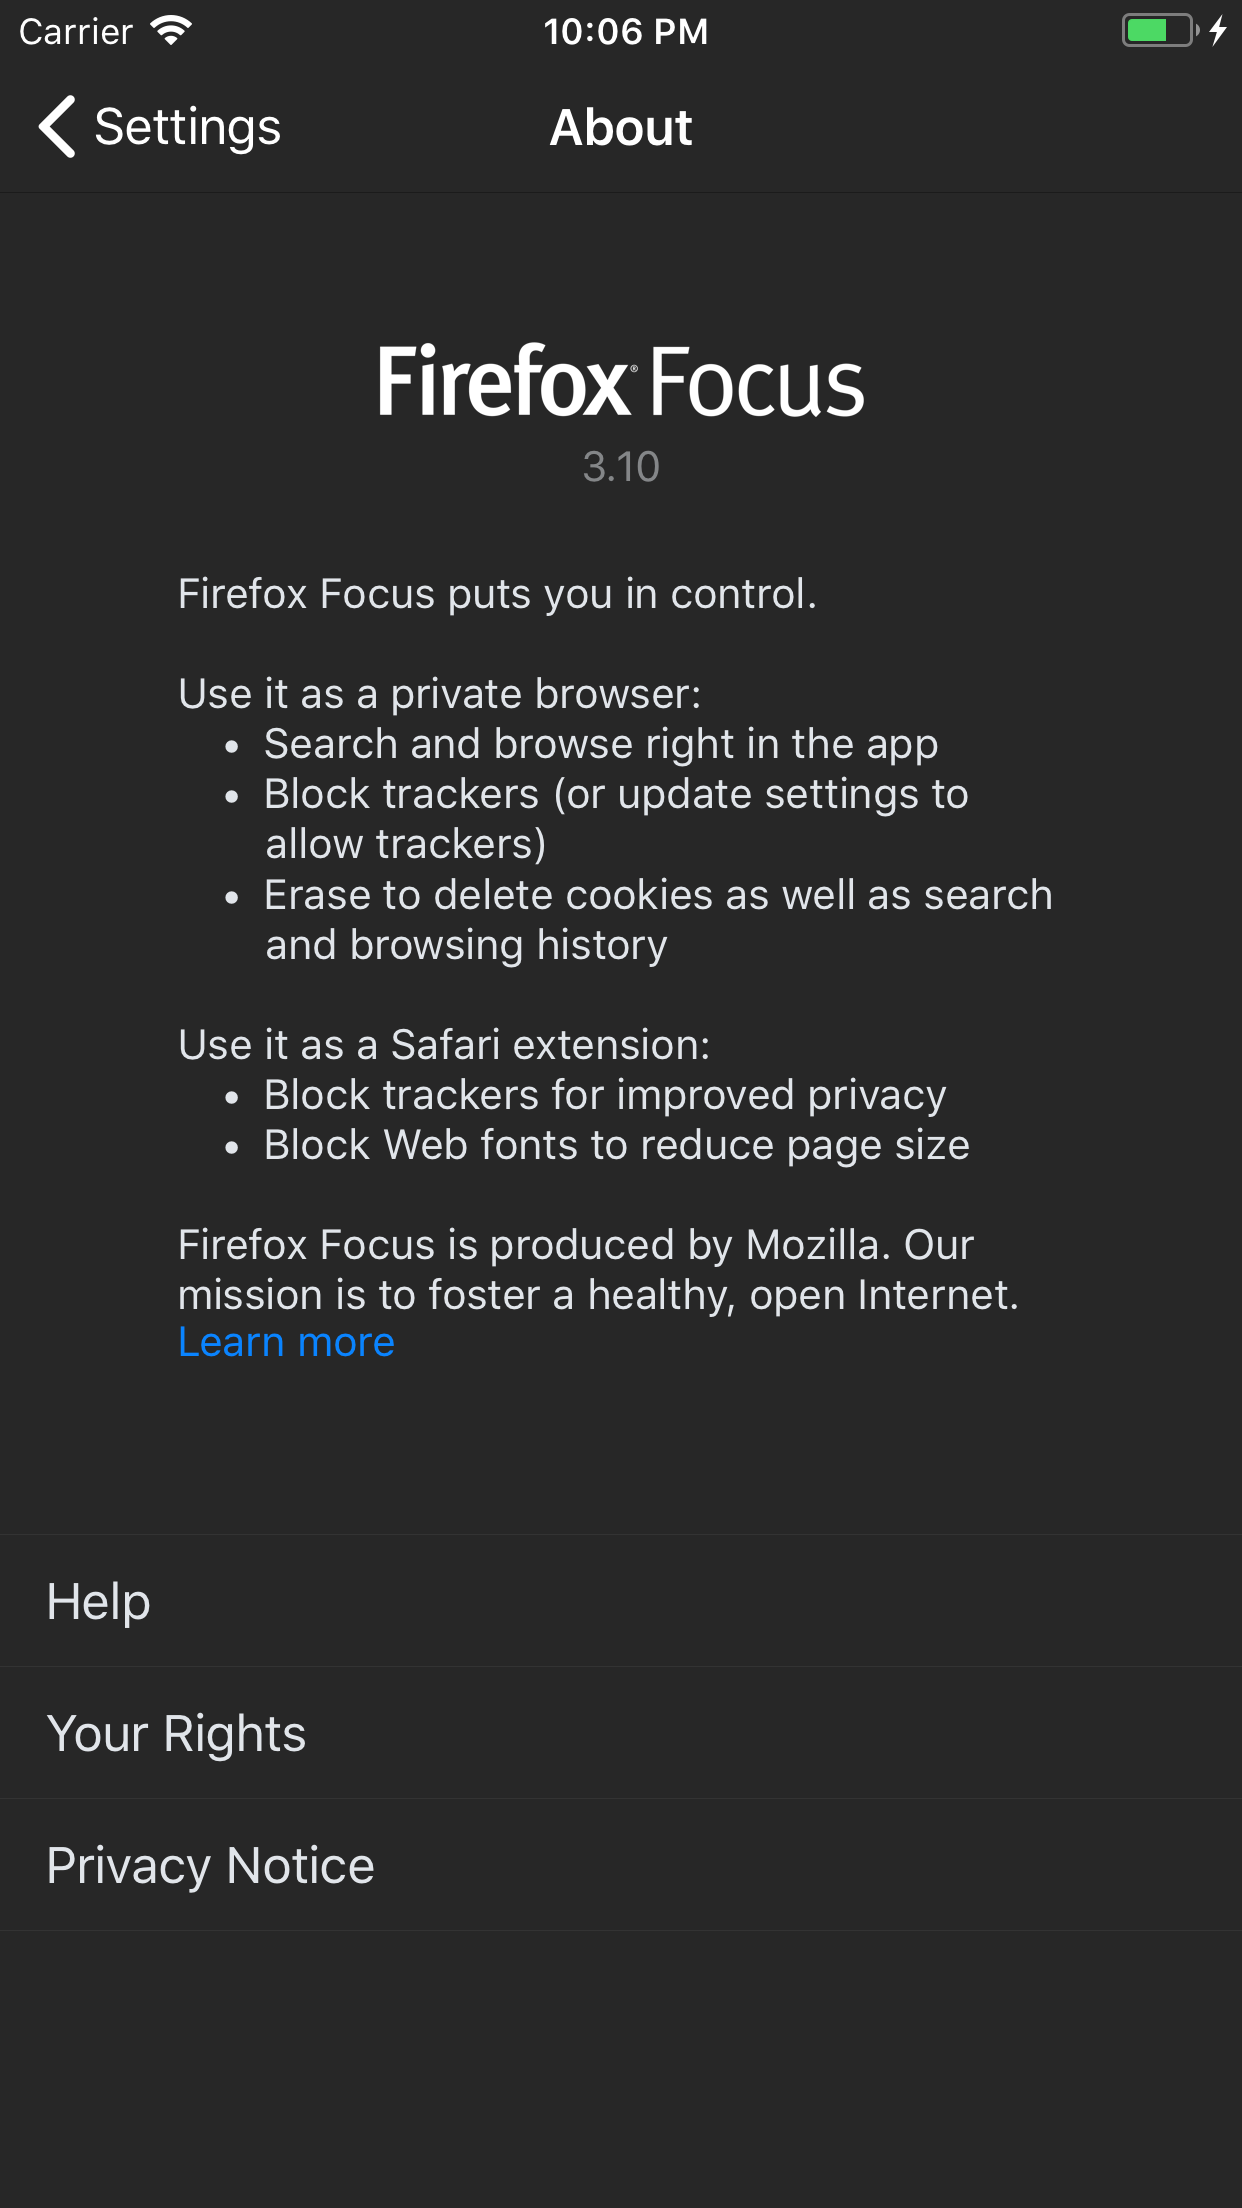 Carrier 10:06 PM
Settings About
Firefox® Focus
3.10
Firefox Focus puts you in control.
Use it as a private browser:
• Search and browse right in the app
• Block trackers (or update settings to
allow trackers)
• Erase to delete cookies as well as search
and browsing history
Use it as a Safari extension:
• Block trackers for improved privacy
• Block Web fonts to reduce page size
Firefox Focus is produced by Mozilla. Our
mission is to foster a healthy, open Internet.
Learn more
Help
Your Rights
Privacy Notice